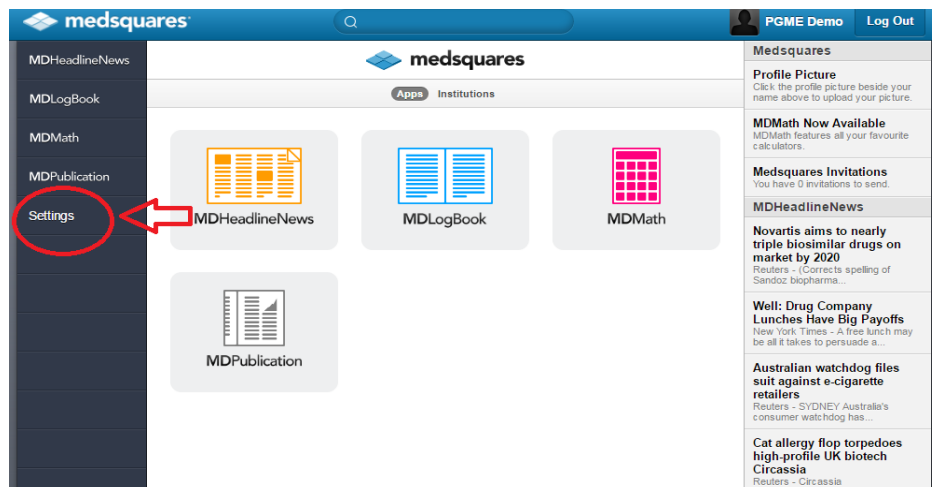 medsquares
PGME Demo
Log Out
MDHeadlineNews
MDLogBook
MDMath
MDPublication
Settings
medsquares
Apps Institutions
MDHeadlineNews
MDLogBook
MDMath
MDPublication
Medsquares
Profile Picture
Click the profile picture beside your
name above to upload your picture.
MDMath Now Available
MDMath features all your favourite
calculators.
Medsquares Invitations
You have 0 invitations to send.
MDHeadlineNews
Novartis aims to nearly
triple biosimilar drugs on
market by 2020
Reuters - (Corrects spelling of
Sandoz biopharma...
Well: Drug Company
Lunches Have Big Payoffs
New York Times - A free lunch may
be all it takes to persuade a...
Australian watchdog files
suit against e-cigarette
retailers
Reuters - SYDNEY Australia's
consumer watchdog has...
Cat allergy flop torpedoes
high-profile UK biotech
Circassia
Reuters - Circassia